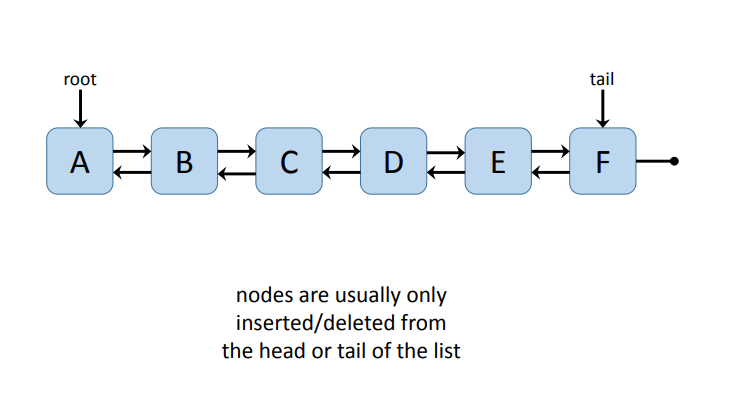 root
tail
A
B
C
D
E
F
nodes are usually only
inserted/deleted from
the head or tail of the list